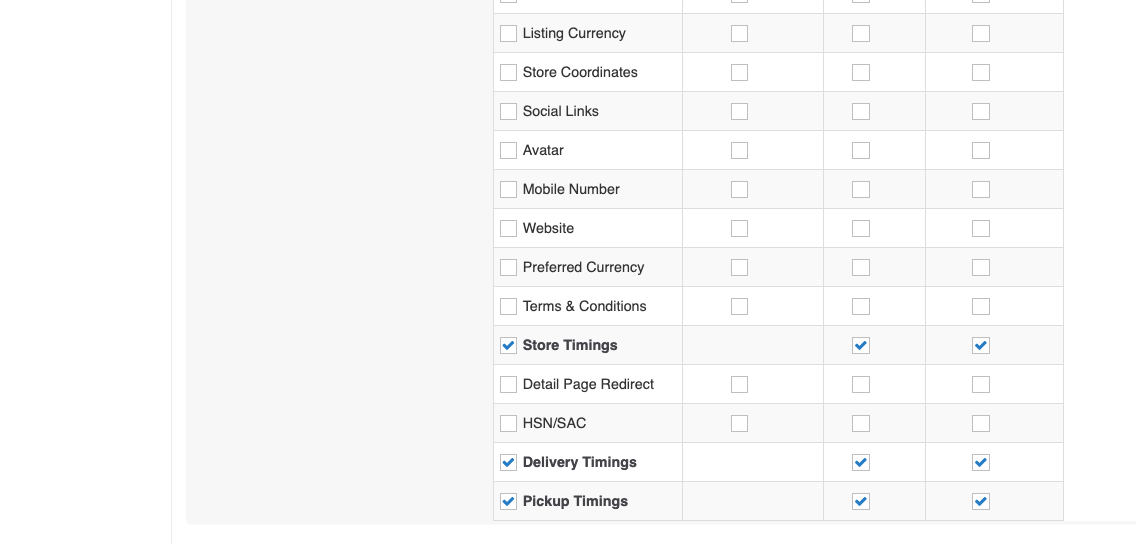 Listing Currency
Store Coordinates
Social Links
Avatar
Mobile Number
Website
Preferred Currency
Terms & Conditions
Store Timings
Detail Page Redirect
HSN/SAC
Delivery Timings
Pickup Timings